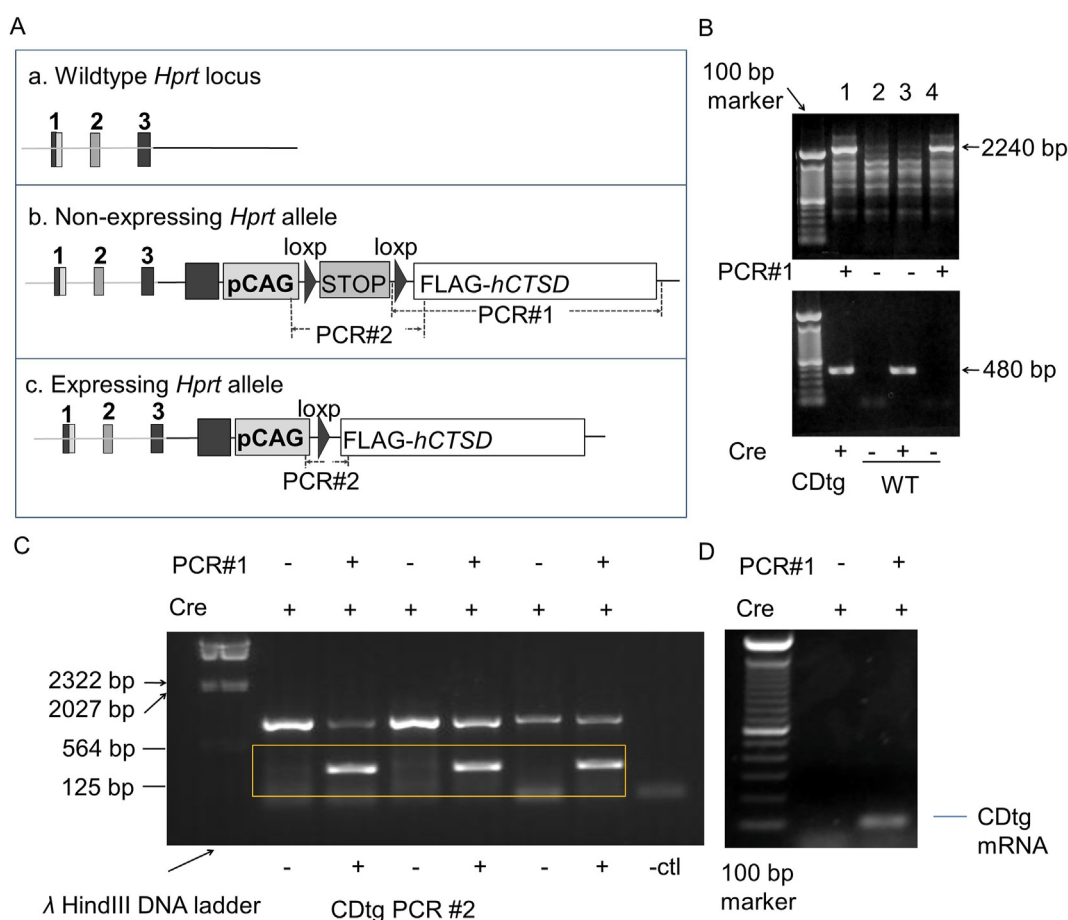 A
a. Wildtype Hprt locus
1 2 3
b. Non-expressing Hprt allele
loxp loxp
1 2 3
pCAG STOP FLAG-hCTSD
PCR#1
PCR#2
c. Expressing Hprt allele
loxp
1 2 3
pCAG FLAG-hCTSD
PCR#2
B
100 bp
marker
1 2 3 4
2240 bp
PCR#1 + - - +
480 bp
Cre + - + -
CDtg WT
C
PCR#1 - + - + - +
Cre + + + + + +
2322 bp
2027 bp
564 bp
125 bp
- + - + - + -ctl
λ HindIII DNA ladder
CDtg PCR #2
D
PCR#1 - +
Cre + +
CDtg
mRNA
100 bp
marker